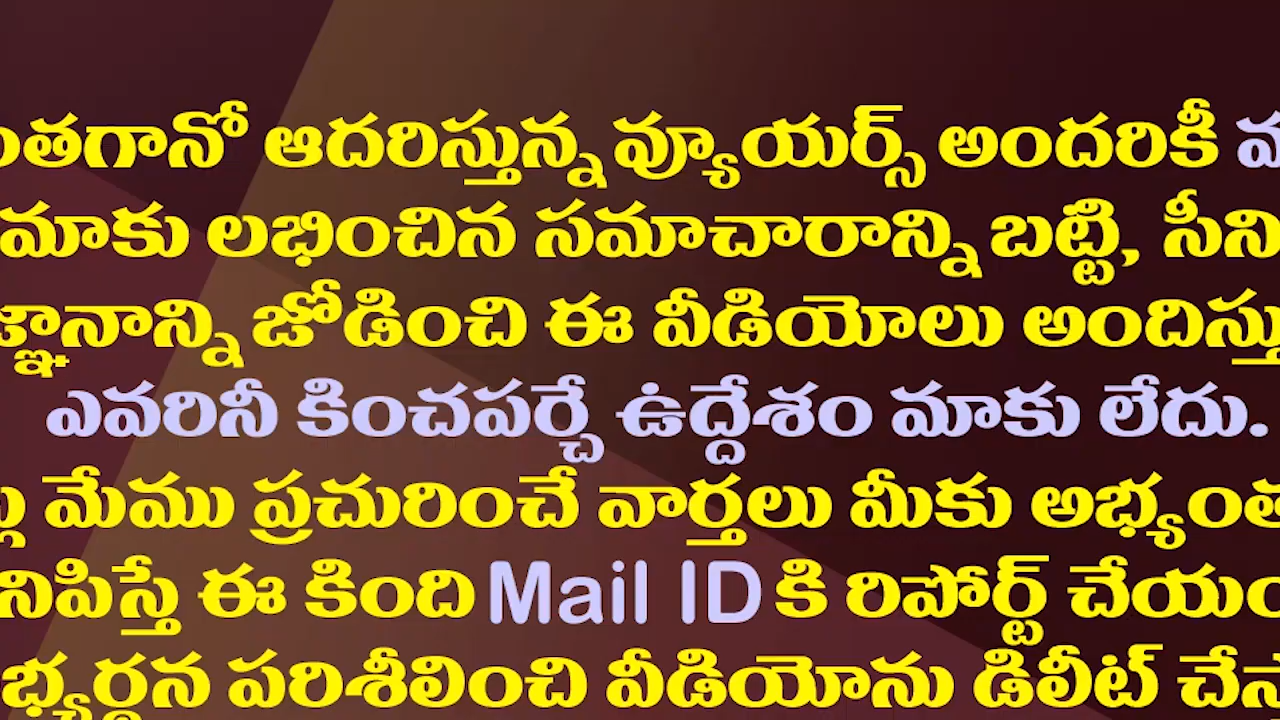 ఆదరిస్తున్న వ్యూయర్స్ అందరికీ
మాకు లభించిన సమాచారాన్ని బట్టి,
జోడించి ఈ వీడియోలు
ఎవరినీ కించపర్చే ఉద్దేశం మాకు లేదు.
మేము ప్రచురించే వార్తలు మీకు
ఈ కింది Mail ID కి రిపోర్ట్
పరిశీలించి వీడియోను డిలీట్